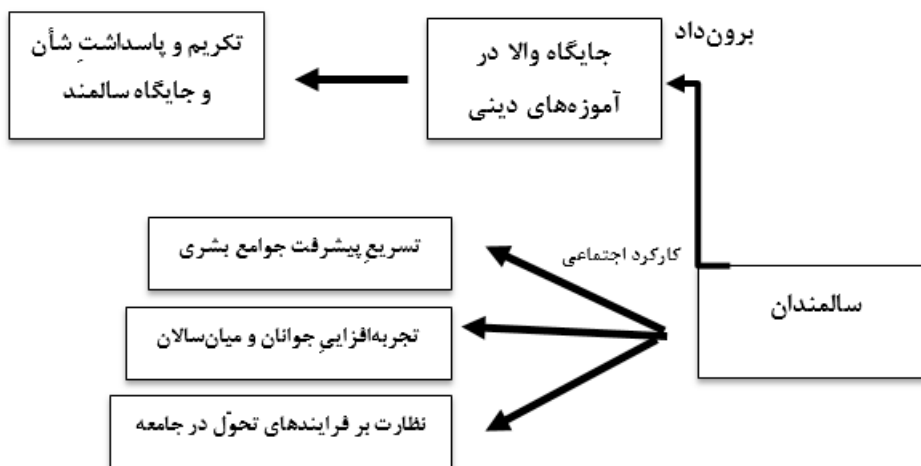 برون‌داد
جایگاه والا در
آموزه‌های دینی
تکریم و پاسداشتِ شأن
و جایگاه سالمند
سالمندان
کارکرد اجتماعی
تسریعِ پیشرفت جوامع بشری
تجربه‌افزاییِ جوانان و میان‌سالان
نظارت بر فرایندهای تحوّل در جامعه